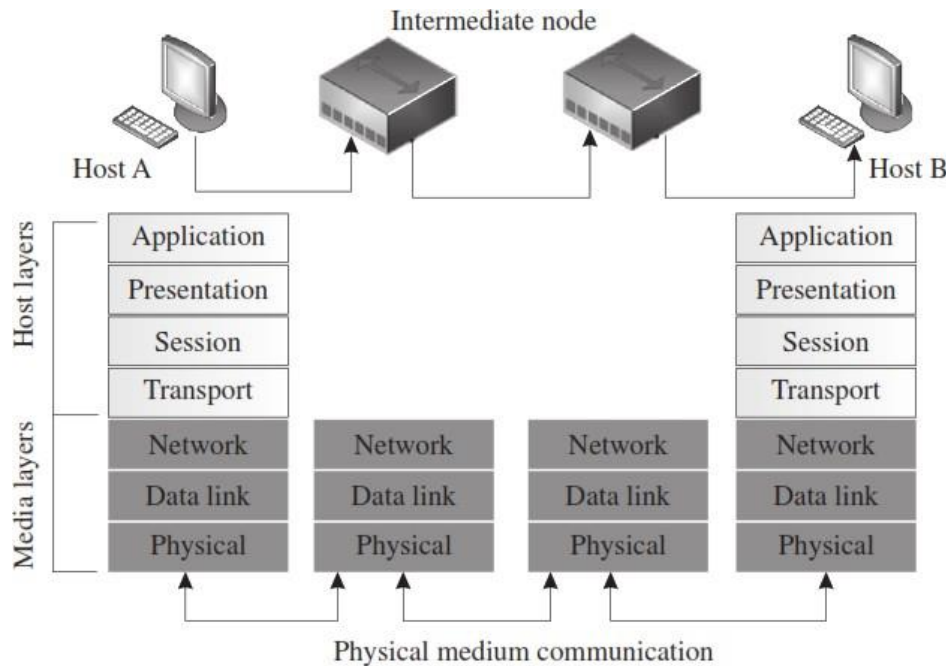 Intermediate node
Host A
Host B
Host layers
Application
Presentation
Session
Transport
Application
Presentation
Session
Transport
Media layers
Network
Data link
Physical
Network
Data link
Physical
Network
Data link
Physical
Network
Data link
Physical
Physical medium communication